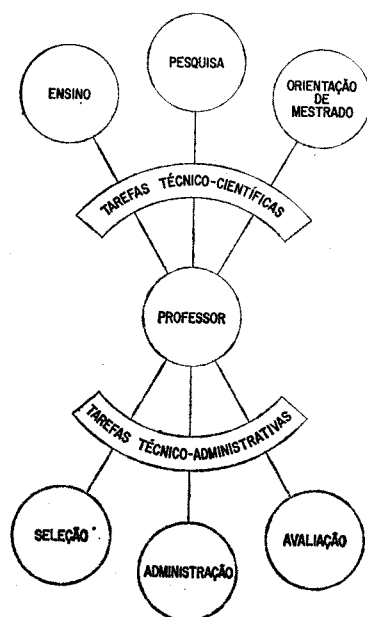 PESQUISA
ENSINO
ORIENTAÇÃO
DE
MESTRADO
TAREFAS TÉCNICO-CIENTÍFICAS
PROFESSOR
TAREFAS TÉCNICO-ADMINISTRATIVAS
SELEÇÃO
AVALIAÇÃO
ADMINISTRAÇÃO